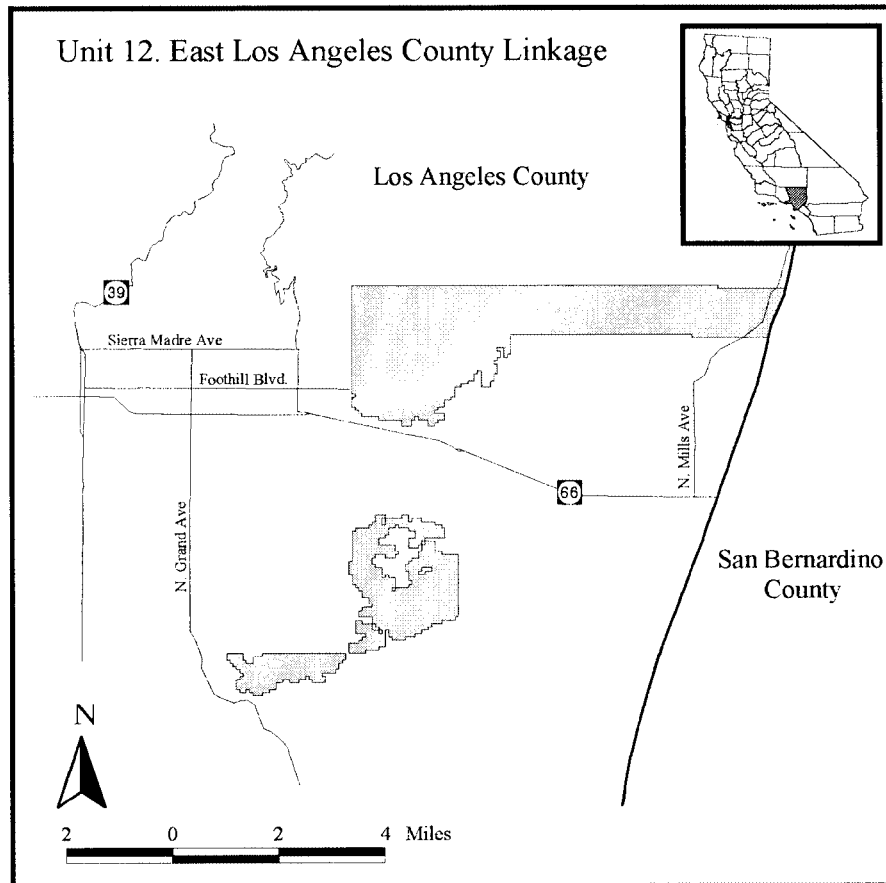 Unit 12. East Los Angeles County Linkage
Los Angeles County
39
Sierra Madre Ave
Foothill Blvd.
N. Mills Ave
66
N. Grand Ave
San Bernardino
County
N
2 0 2 4 Miles